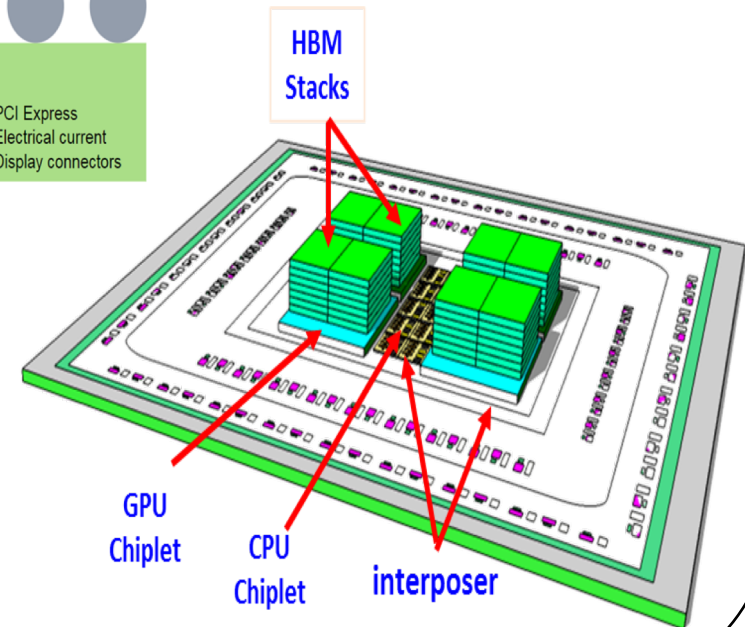 PCI Express
Electrical current
Display connectors
HBM
Stacks
GPU
Chiplet
CPU
Chiplet
interposer